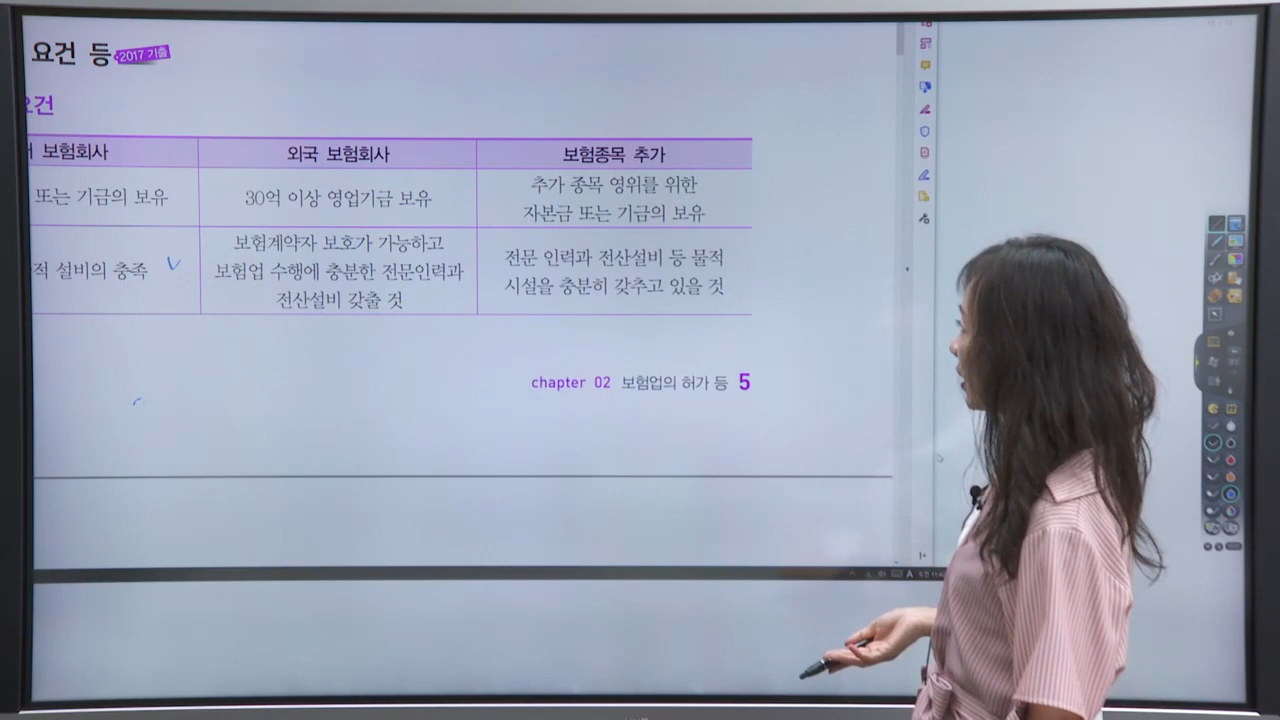 요건 등 2017 기출
요건
보험회사
외국 보험회사
보험종목 추가
또는 기금의 보유
30억 이상 영업기금 보유
추가 종목 영위를 위한
자본금 또는 기금의 보유
적 설비의 충족
보험계약자 보호가 가능하고
보험업 수행에 충분한 전문인력과
전산설비 갖출 것
전문 인력과 전산설비 등 물적
시설을 충분히 갖추고 있을 것
chapter 02 보험업의 허가 등 5